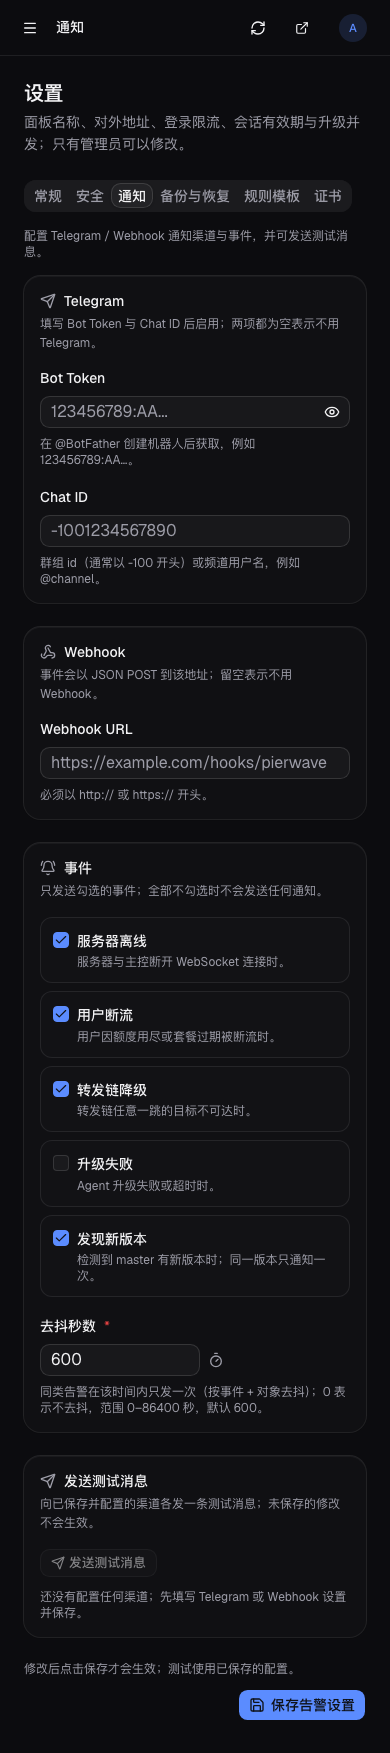 通知
A
设置
面板名称、对外地址、登录限流、会话有效期与升级并
发；只有管理员可以修改。
常规 安全 通知 备份与恢复 规则模板 证书
配置 Telegram / Webhook 通知渠道与事件，并可发送测试消
息。
Telegram
填写 Bot Token 与 Chat ID 后启用；两项都为空表示不用
Telegram。
Bot Token
123456789:AA...
在 @BotFather 创建机器人后获取，例如
123456789:AA...。
Chat ID
-1001234567890
群组 id（通常以 -100 开头）或频道用户名，例如
@channel。
Webhook
事件会以 JSON POST 到该地址；留空表示不用
Webhook。
Webhook URL
https://example.com/hooks/pierwave
必须以 http:// 或 https:// 开头。
事件
只发送勾选的事件；全部不勾选时不会发送任何通知。
服务器离线
服务器与主控断开 WebSocket 连接时。
用户断流
用户因额度用尽或套餐过期被断流时。
转发链降级
转发链任意一跳的目标不可达时。
升级失败
Agent 升级失败或超时时。
发现新版本
检测到 master 有新版本时；同一版本只通知一
次。
去抖秒数 *
600
同类告警在该时间内只发一次（按事件 + 对象去抖）；0 表
示不去抖，范围 0–86400 秒，默认 600。
发送测试消息
向已保存并配置的渠道各发一条测试消息；未保存的修改
不会生效。
发送测试消息
还没有配置任何渠道；先填写 Telegram 或 Webhook 设置
并保存。
修改后点击保存才会生效；测试使用已保存的配置。
保存告警设置